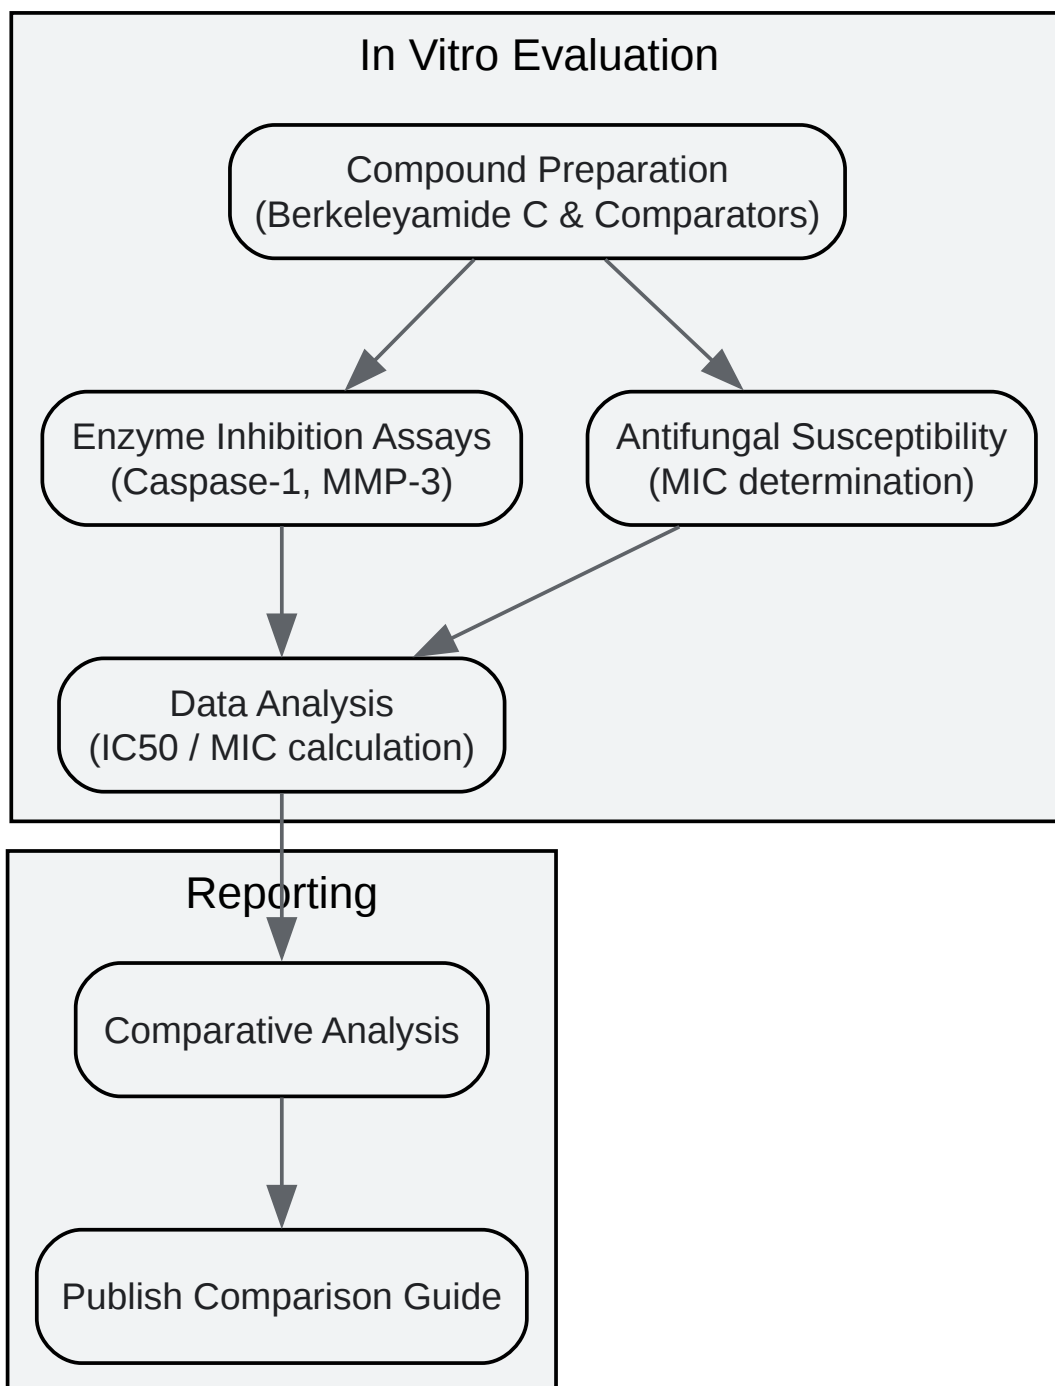 In Vitro Evaluation
Compound Preparation
(Berkeleyamide C & Comparators)
Enzyme Inhibition Assays
(Caspase-1, MMP-3)
Antifungal Susceptibility
(MIC determination)
Data Analysis
(IC50 / MIC calculation)
Reporting
Comparative Analysis
Publish Comparison Guide